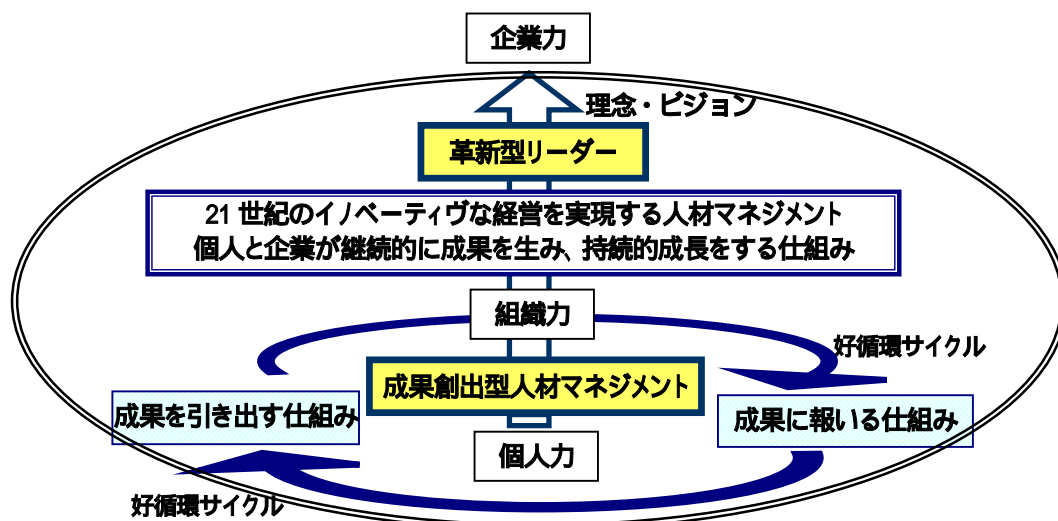 企業力
理念・ビジョン
革新型リーダー
21世紀のイノベーティヴな経営を実現する人材マネジメント
個人と企業が継続的に成果を生み、持続的成長をする仕組み
組織力
好循環サイクル
成果創出型人材マネジメント
成果を引き出す仕組み
成果に報いる仕組み
個人力
好循環サイクル